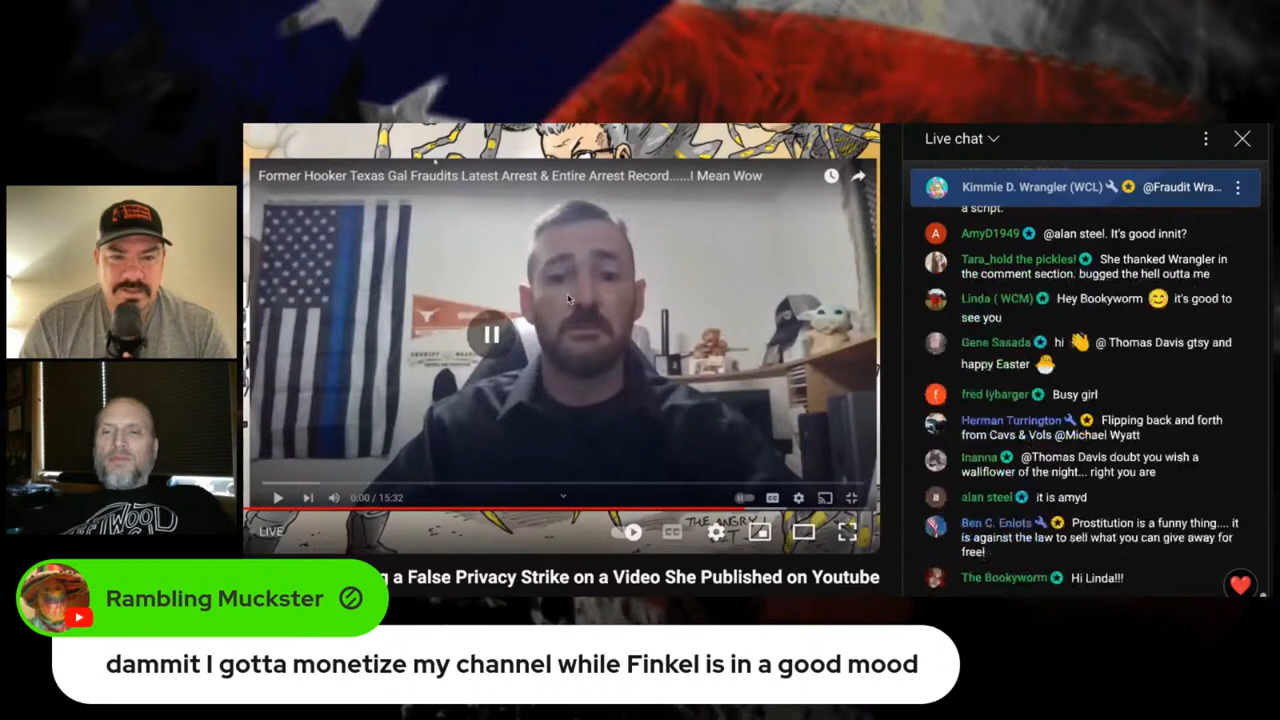 Former Hooker Texas Gal Fraudits Latest Arrest & Entire Arrest Record......I Mean Wow
0:00 / 15:32
LIVE
THE ANGRY
g a False Privacy Strike on a Video She Published on Youtube
Live chat
Kimmie D. Wrangler (WCL) @Fraudit Wra...
a script.
AmyD1949 @alan steel. It's good innit?
Tara_hold the pickles! She thanked Wrangler in
the comment section. bugged the hell outta me
Linda ( WCM) Hey Bookyworm 😊 it's good to
see you
Gene Sasada hi 👏 @ Thomas Davis gtsy and
happy Easter 🐣
fred lybarger Busy girl
Herman Turrington Flipping back and forth
from Cavs & Vols @Michael Wyatt
Inanna @Thomas Davis doubt you wish a
wallflower of the night... right you are
alan steel it is amyd
Ben C. Enlots Prostitution is a funny thing.... it
is against the law to sell what you can give away for
free!
The Bookyworm Hi Linda!!!
Rambling Muckster
dammit I gotta monetize my channel while Finkel is in a good mood